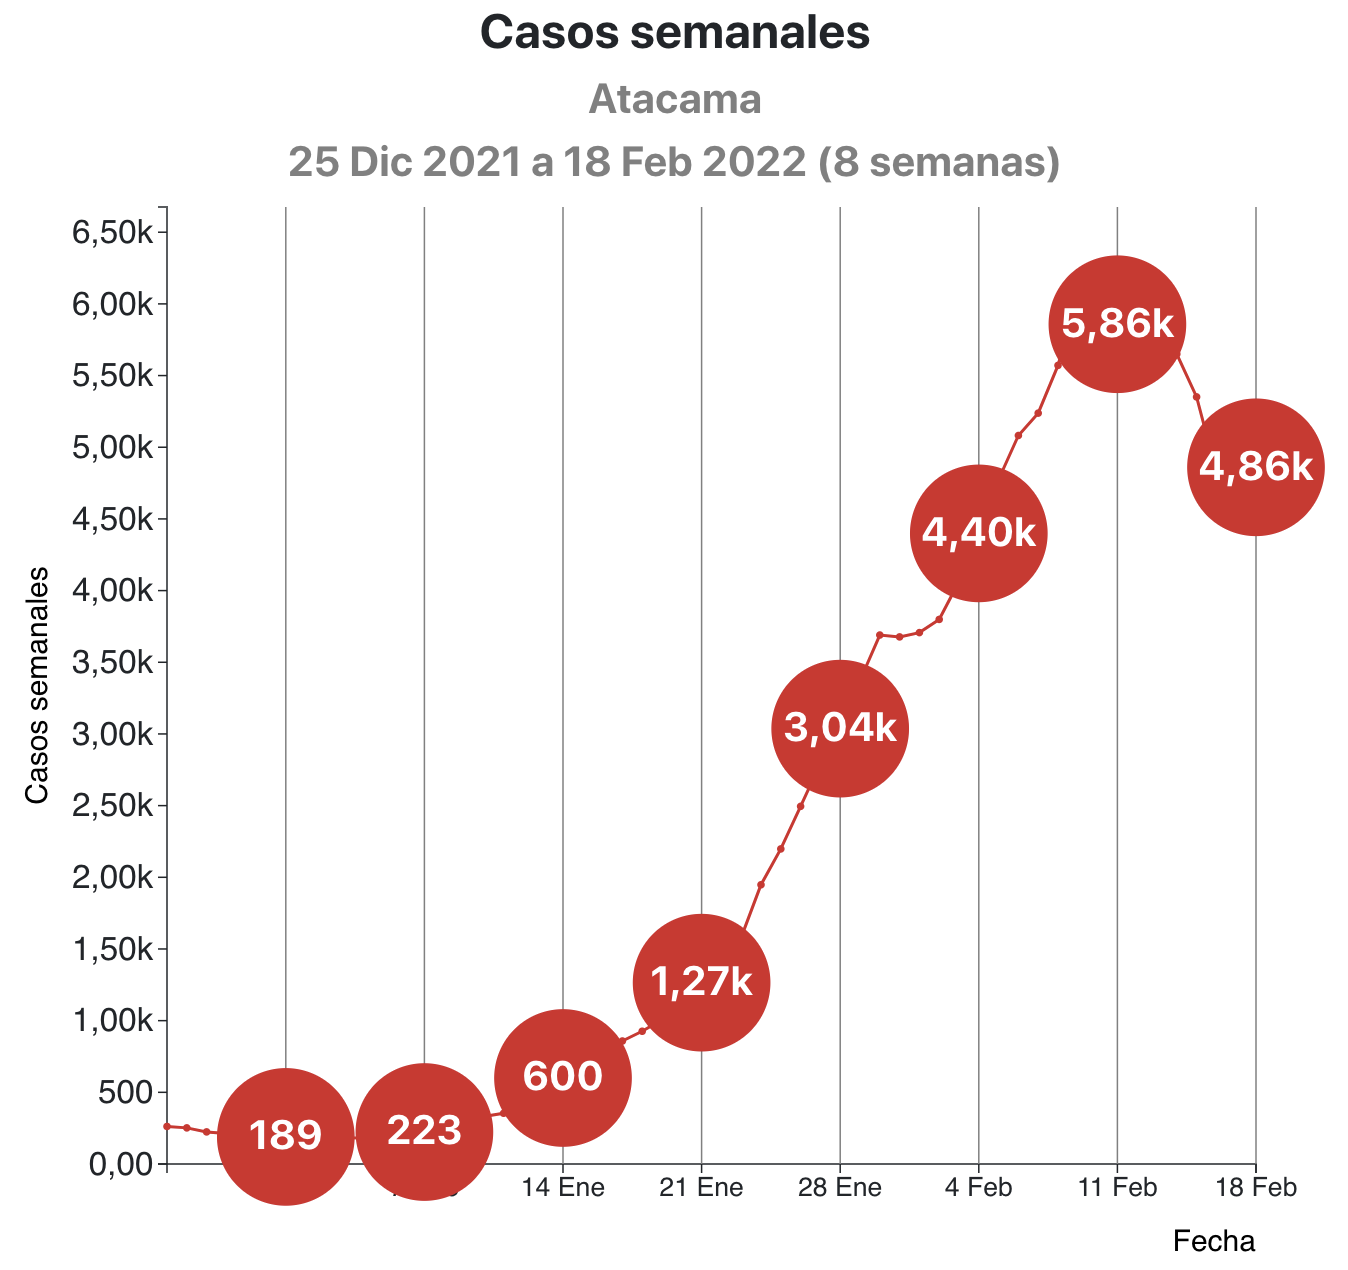 Casos semanales
Atacama
25 Dic 2021 a 18 Feb 2022 (8 semanas)
6,50k
6,00k
5,50k
5,00k
4,50k
4,00k
3,50k
3,00k
2,50k
2,00k
1,50k
1,00k
500
0,00
Casos semanales
189
223
600
1,27k
3,04k
4,40k
5,86k
4,86k
14 Ene
21 Ene
28 Ene
4 Feb
11 Feb
18 Feb
Fecha